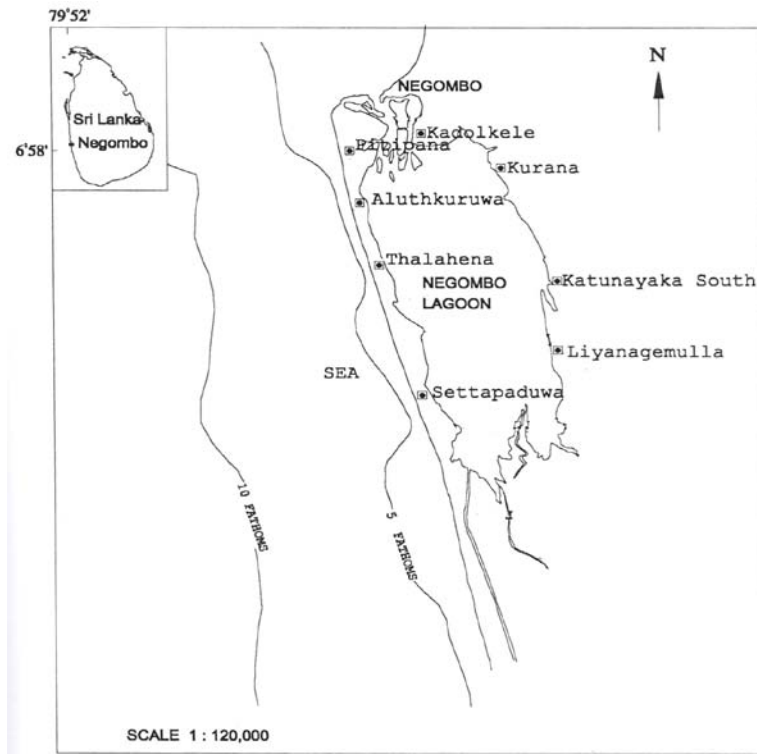 79°52'
N
NEGOMBO
Sri Lanka
Negombo
Kadolkele
6°58'
Pitipana
Kurana
Aluthkuruwa
Thalahena
NEGOMBO
LAGOON
Katunayaka South
Liyanagemulla
SEA
Settapaduwa
10 FATHOMS
5 FATHOMS
SCALE 1 : 120,000